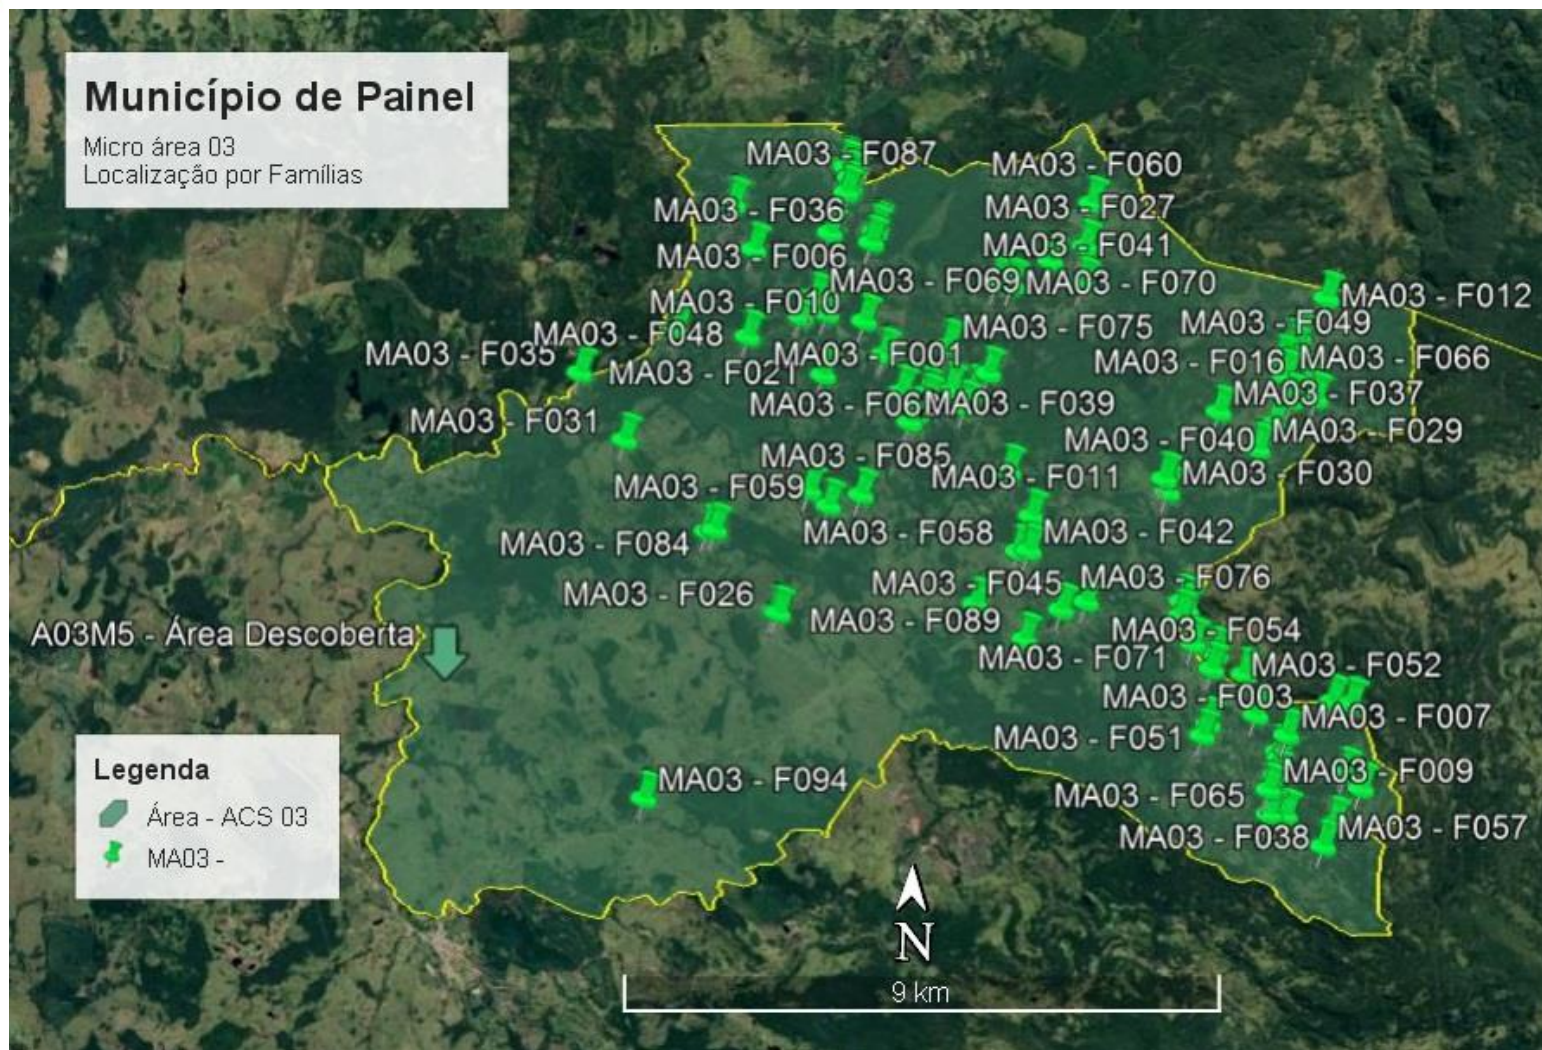 Município de Painel
Micro área 03
Localização por Famílias
MA03 - F087
MA03 - F060
MA03 - F036
MA03 - F027
MA03 - F006
MA03 - F041
MA03 - F069
MA03 - F070
MA03 - F012
MA03 - F010
MA03 - F048
MA03 - F075
MA03 - F049
MA03 - F035
MA03 - F021
MA03 - F001
MA03 - F016
MA03 - F066
MA03 - F039
MA03 - F037
MA03 - F031
MA03 - F040
MA03 - F029
MA03 - F085
MA03 - F011
MA03 - F030
MA03 - F059
MA03 - F084
MA03 - F058
MA03 - F042
MA03 - F026
MA03 - F045
MA03 - F076
MA03 - F089
MA03 - F054
A03M5 - Área Descoberta
MA03 - F071
MA03 - F052
MA03 - F003
MA03 - F007
MA03 - F051
MA03 - F009
MA03 - F094
MA03 - F065
MA03 - F038
MA03 - F057
Legenda
Área - ACS 03
MA03 -
N
9 km